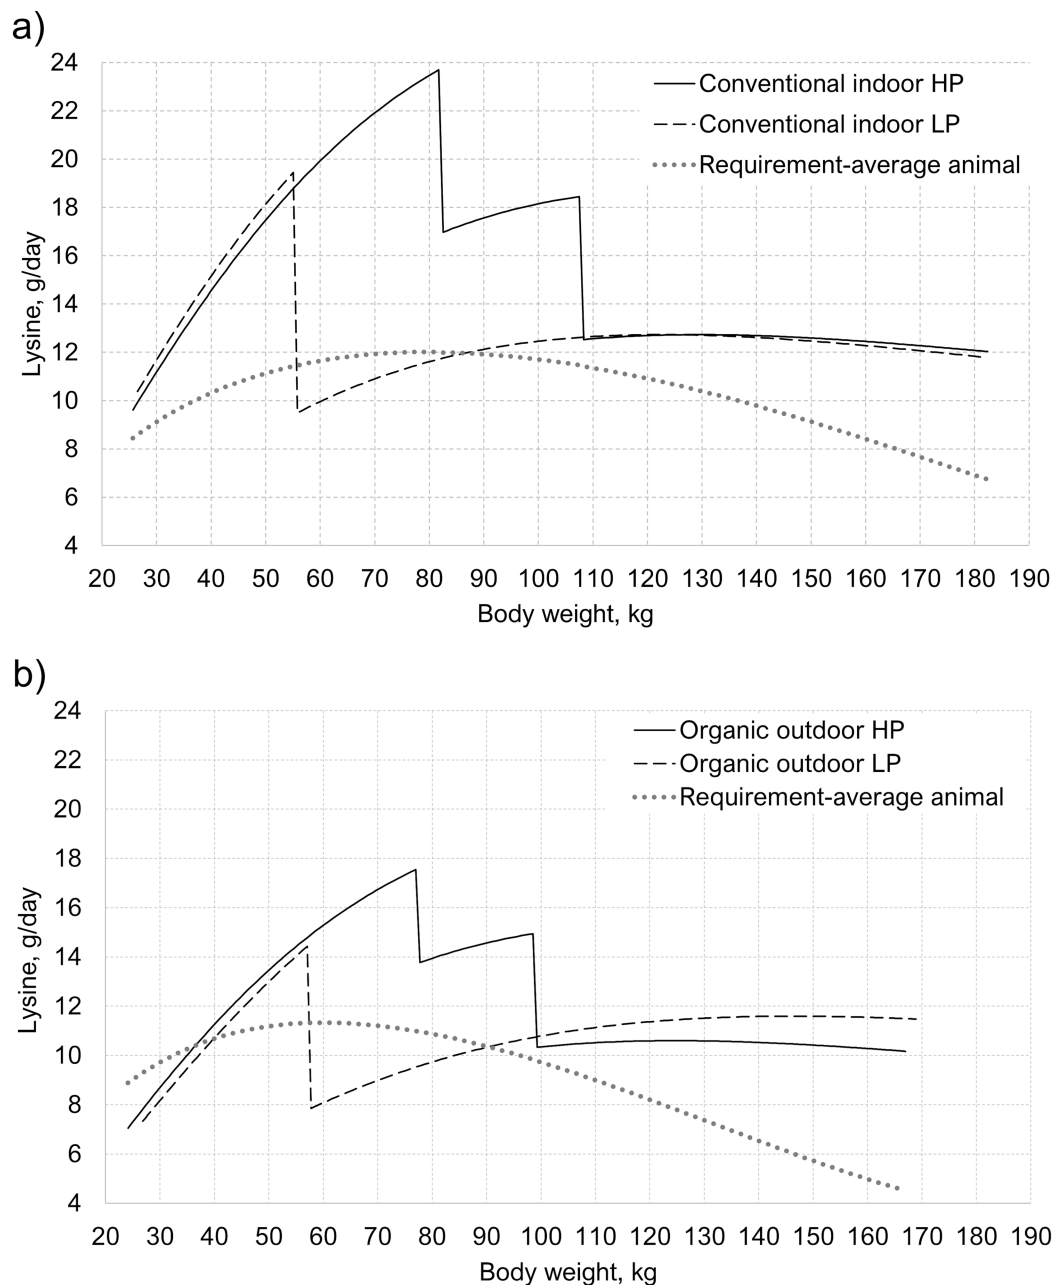 a)
24
22
20
18
16
14
12
10
8
6
4
Lysine, g/day
Conventional indoor HP
Conventional indoor LP
Requirement-average animal
20 30 40 50 60 70 80 90 100 110 120 130 140 150 160 170 180 190
Body weight, kg
b)
24
22
20
18
16
14
12
10
8
6
4
Lysine, g/day
Organic outdoor HP
Organic outdoor LP
Requirement-average animal
20 30 40 50 60 70 80 90 100 110 120 130 140 150 160 170 180 190
Body weight, kg